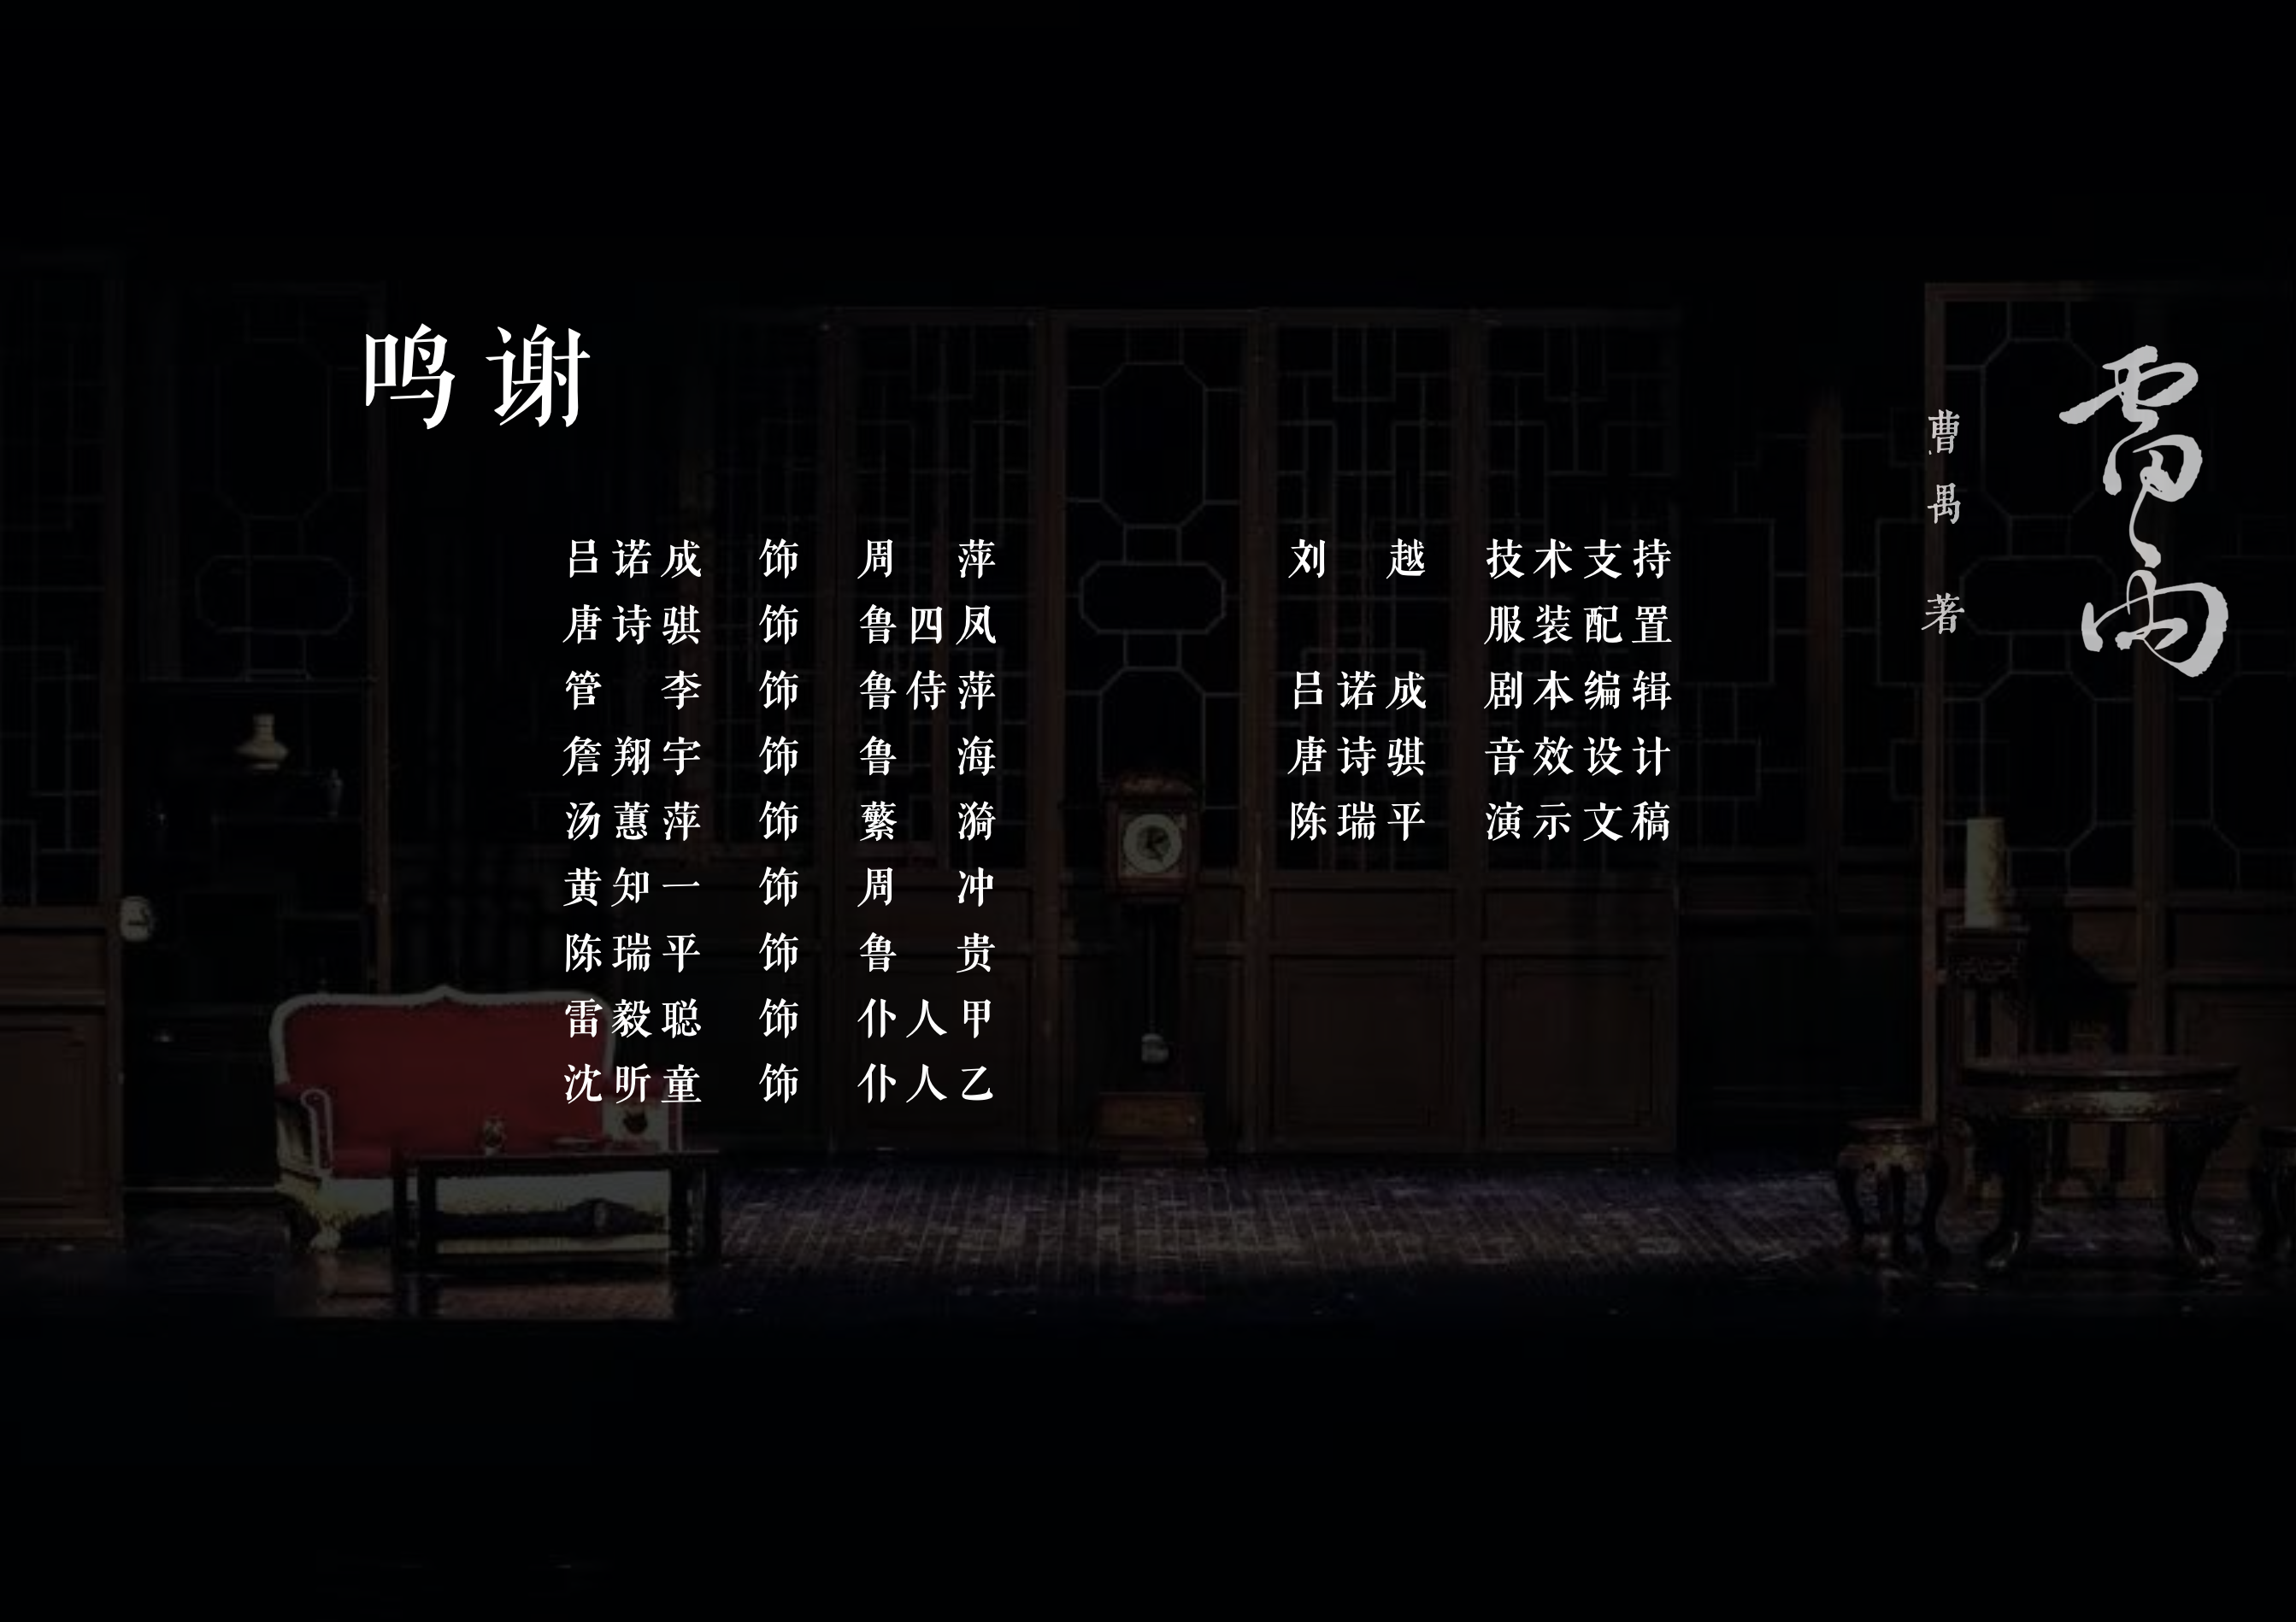 鸣谢
吕诺成 饰 周萍
唐诗骐 饰 鲁四凤
管李 饰 鲁侍萍
詹翔宇 饰 鲁海
汤蕙萍 饰 蘩漪
黄知一 饰 周冲
陈瑞平 饰 鲁贵
雷毅聪 饰 仆人甲
沈昕童 饰 仆人乙
刘越 技术支持
服装配置
吕诺成 剧本编辑
唐诗骐 音效设计
陈瑞平 演示文稿
雷雨
曹禺 著